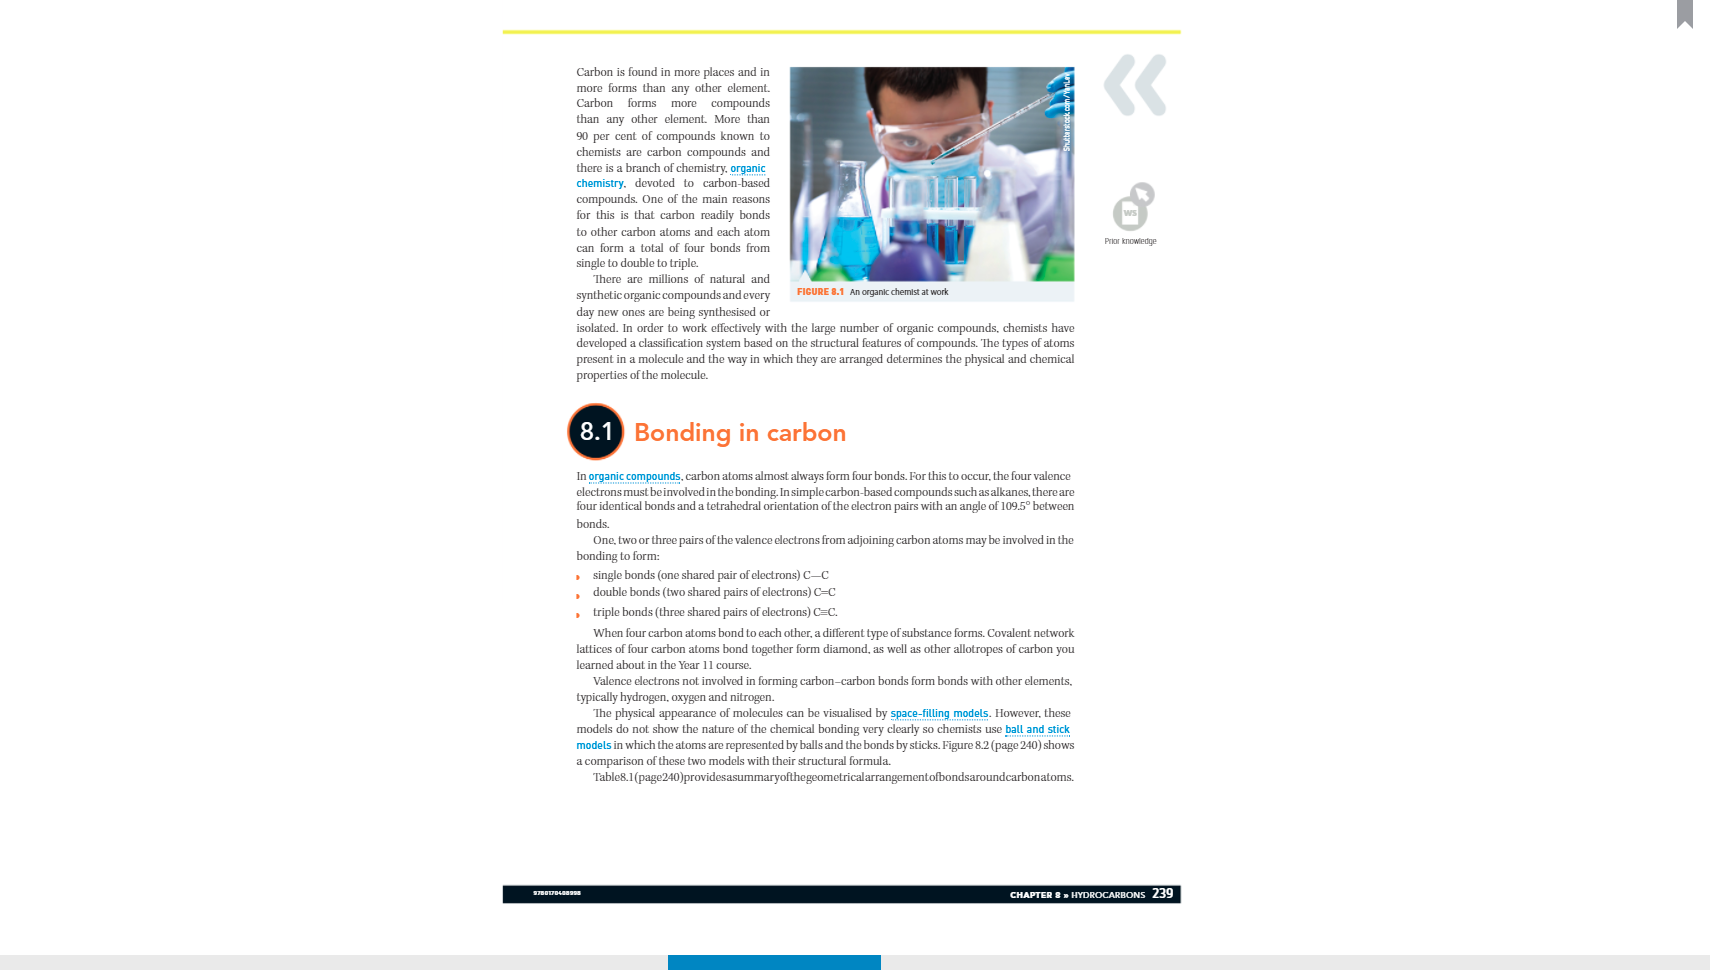 Carbon is found in more places and in
more forms than any other element.
Carbon forms more compounds
than any other element. More than
90 per cent of compounds known to
chemists are carbon compounds and
there is a branch of chemistry, organic
chemistry, devoted to carbon-based
compounds. One of the main reasons
for this is that carbon readily bonds
to other carbon atoms and each atom
can form a total of four bonds from
single to double to triple.
There are millions of natural and
synthetic organic compounds and every
day new ones are being synthesised or
isolated. In order to work effectively with the large number of organic compounds, chemists have
developed a classification system based on the structural features of compounds. The types of atoms
present in a molecule and the way in which they are arranged determines the physical and chemical
properties of the molecule.
Shutterstock.com/YanLev
FIGURE 8.1 An organic chemist at work
WS
Prior knowledge
8.1 Bonding in carbon
In organic compounds, carbon atoms almost always form four bonds. For this to occur, the four valence
electrons must be involved in the bonding. In simple carbon-based compounds such as alkanes, there are
four identical bonds and a tetrahedral orientation of the electron pairs with an angle of 109.5° between
bonds.
One, two or three pairs of the valence electrons from adjoining carbon atoms may be involved in the
bonding to form:
single bonds (one shared pair of electrons) C—C
double bonds (two shared pairs of electrons) C=C
triple bonds (three shared pairs of electrons) C≡C.
When four carbon atoms bond to each other, a different type of substance forms. Covalent network
lattices of four carbon atoms bond together form diamond, as well as other allotropes of carbon you
learned about in the Year 11 course.
Valence electrons not involved in forming carbon–carbon bonds form bonds with other elements,
typically hydrogen, oxygen and nitrogen.
The physical appearance of molecules can be visualised by space-filling models. However, these
models do not show the nature of the chemical bonding very clearly so chemists use ball and stick
models in which the atoms are represented by balls and the bonds by sticks. Figure 8.2 (page 240) shows
a comparison of these two models with their structural formula.
Table 8.1 (page 240) provides a summary of the geometrical arrangement of bonds around carbon atoms.
9780170408998
CHAPTER 8 » HYDROCARBONS 239